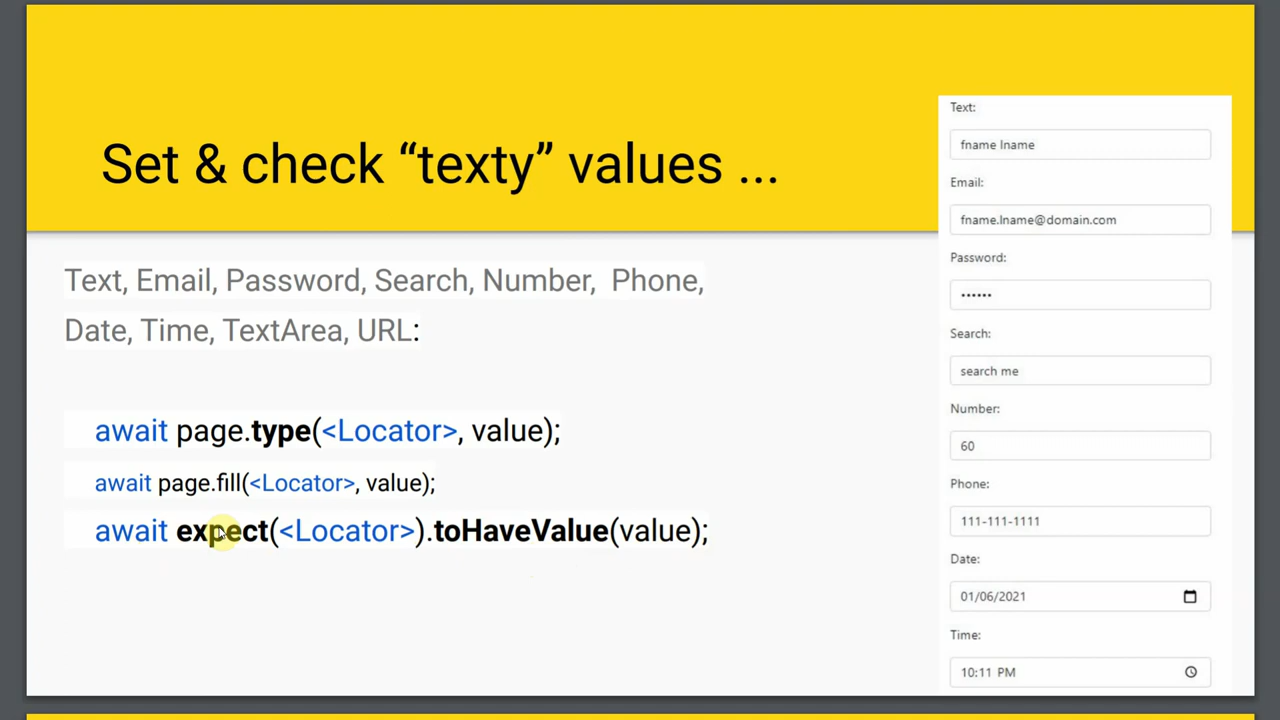 Set & check “texty” values ...
Text, Email, Password, Search, Number,  Phone,
Date, Time, TextArea, URL:
await page.type(<Locator>, value);
await page.fill(<Locator>, value);
await expect(<Locator>).toHaveValue(value);
Text:
fname lname
Email:
fname.lname@domain.com
Password:
••••••
Search:
search me
Number:
60
Phone:
111-111-1111
Date:
01/06/2021
Time:
10:11 PM